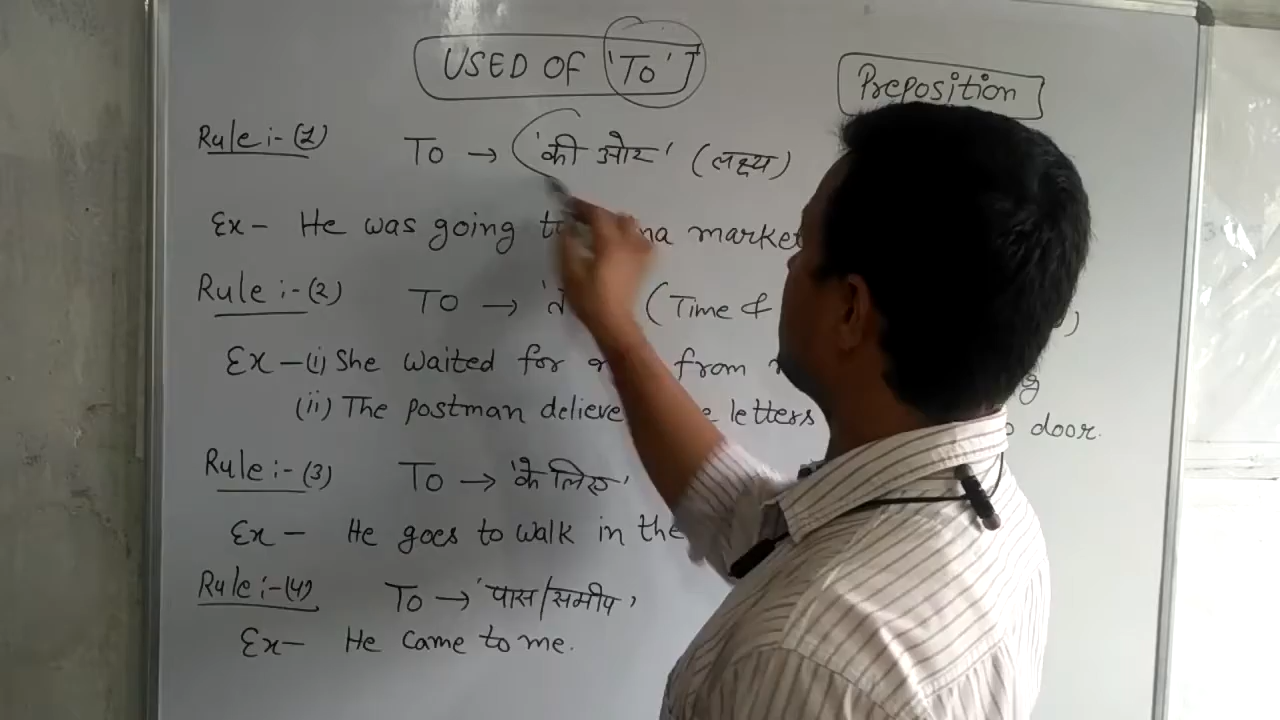 USED OF 'To'
Preposition
Rule :- (1) To → 'की ओर' (लक्ष्य)
Ex - He was going market
Rule :- (2) To → (Time &
Ex - (i) She waited for from
(ii) The postman letters door.
Rule :- (3) To → 'के लिए'
Ex - He goes to walk in the
Rule :- (4) To → 'पास/समीप'
Ex - He came to me.